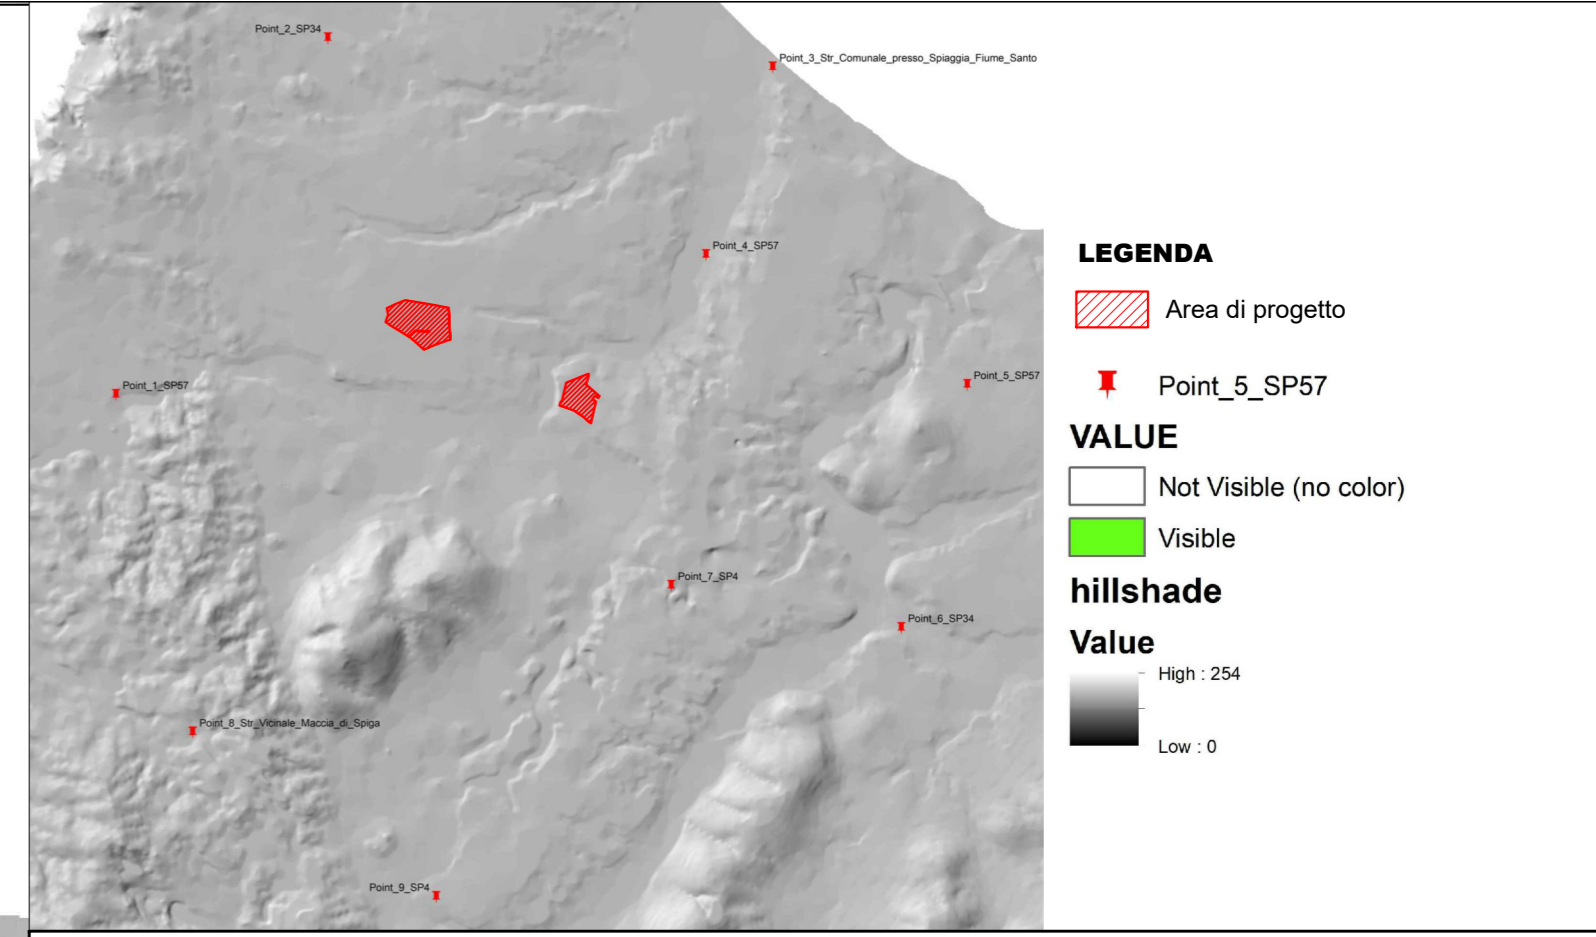 Point_2_SP34
Point_3_Str_Comunale_presso_Spiaggia_Fiume_Santo
Point_4_SP57
Point_1_SP57
Point_5_SP57
Point_7_SP4
Point_6_SP34
Point_8_Str_Vicinale_Maccia_di_Spiga
Point_9_SP4
LEGENDA
Area di progetto
Point_5_SP57
VALUE
Not Visible (no color)
Visible
hillshade
Value
High : 254
Low : 0